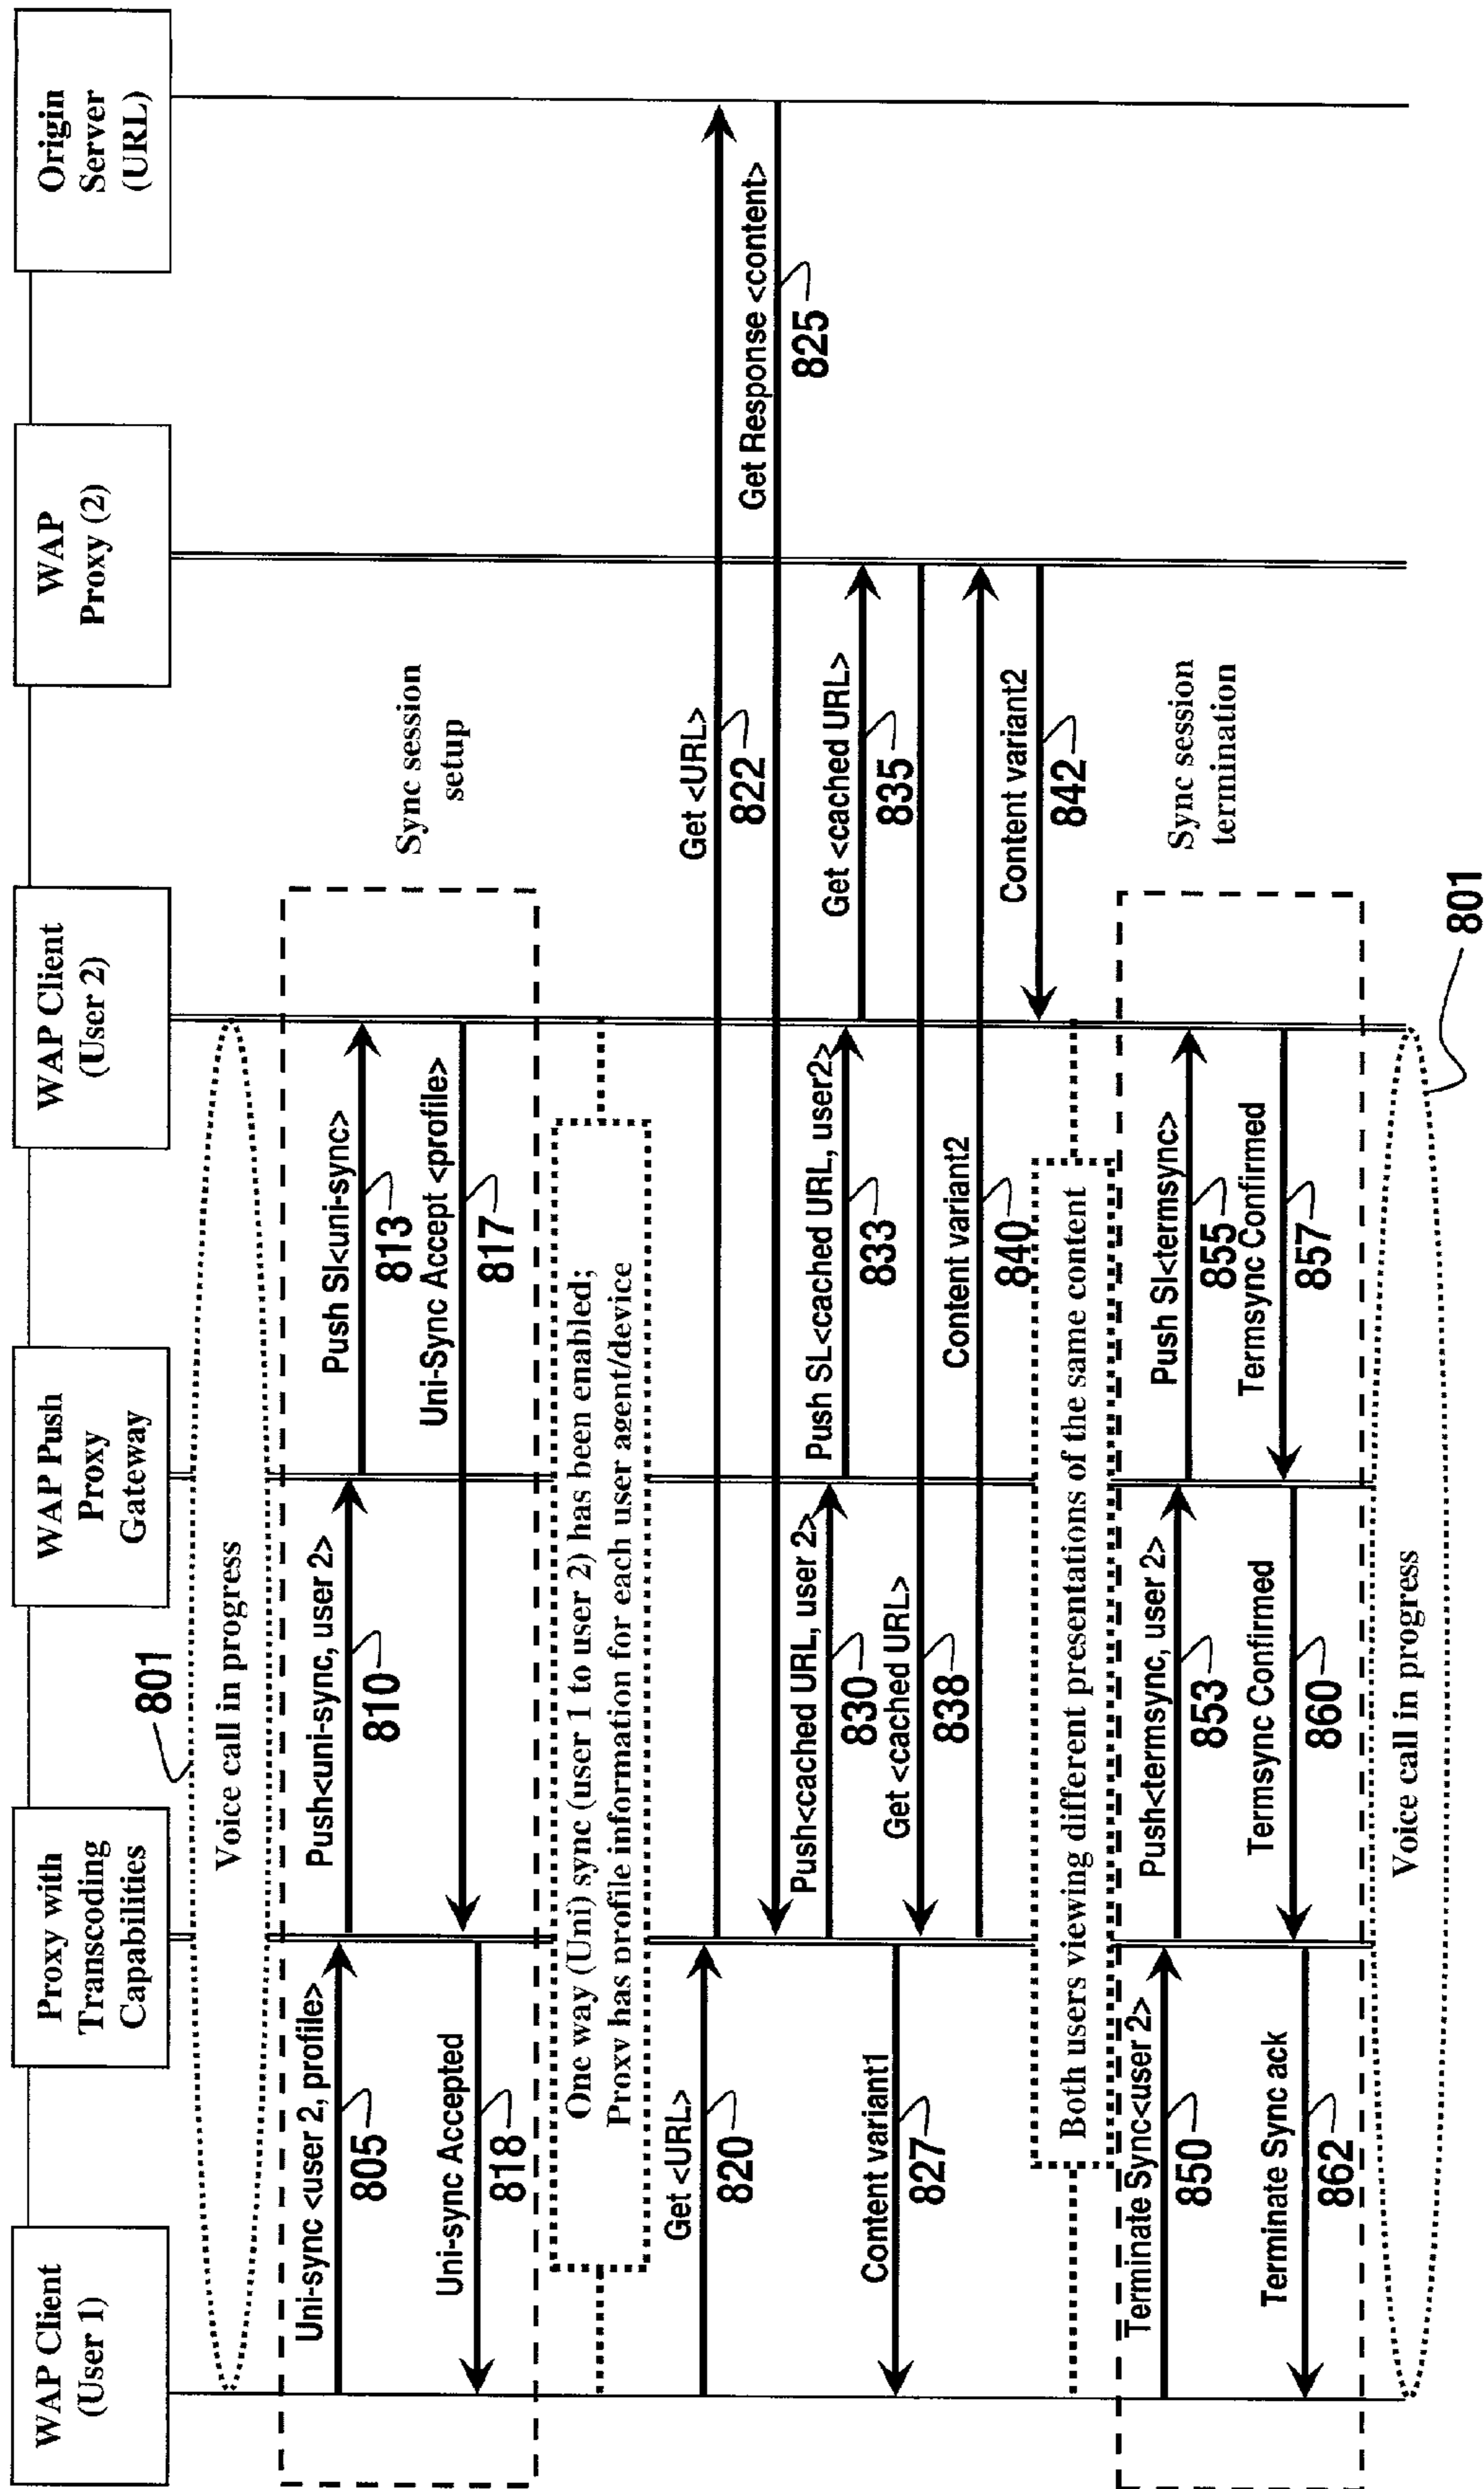 WAP Client
(User 1)
Proxy with
Transcoding
Capabilities
WAP Push
Proxy
Gateway
WAP Client
(User 2)
WAP
Proxy (2)
Origin
Server
(URL)
801
Voice call in progress
Sync session
setup
Uni-sync <user 2, profile>
805
Push<uni-sync, user 2>
810
Push SI<uni-sync>
813
Uni-Sync Accept <profile>
817
Uni-sync Accepted
818
One way (Uni) sync (user 1 to user 2) has been enabled;
Proxy has profile information for each user agent/device
Get <URL>
820
Get <URL>
822
Get Response <content>
825
Content variant1
827
Push<cached URL, user 2>
830
Push SL<cached URL, user2>
833
Get <cached URL>
835
Get <cached URL>
838
Content variant2
840
Content variant2
842
Both users viewing different presentations of the same content
Sync session
termination
Terminate Sync<user 2>
850
Push<termsync, user 2>
853
Push SI<termsync>
855
Termsync Confirmed
857
Termsync Confirmed
860
Terminate Sync ack
862
Voice call in progress
801